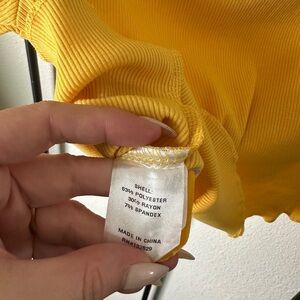 SHELL:
63% POLYESTER
30% RAYON
7% SPANDEX
MADE IN CHINA